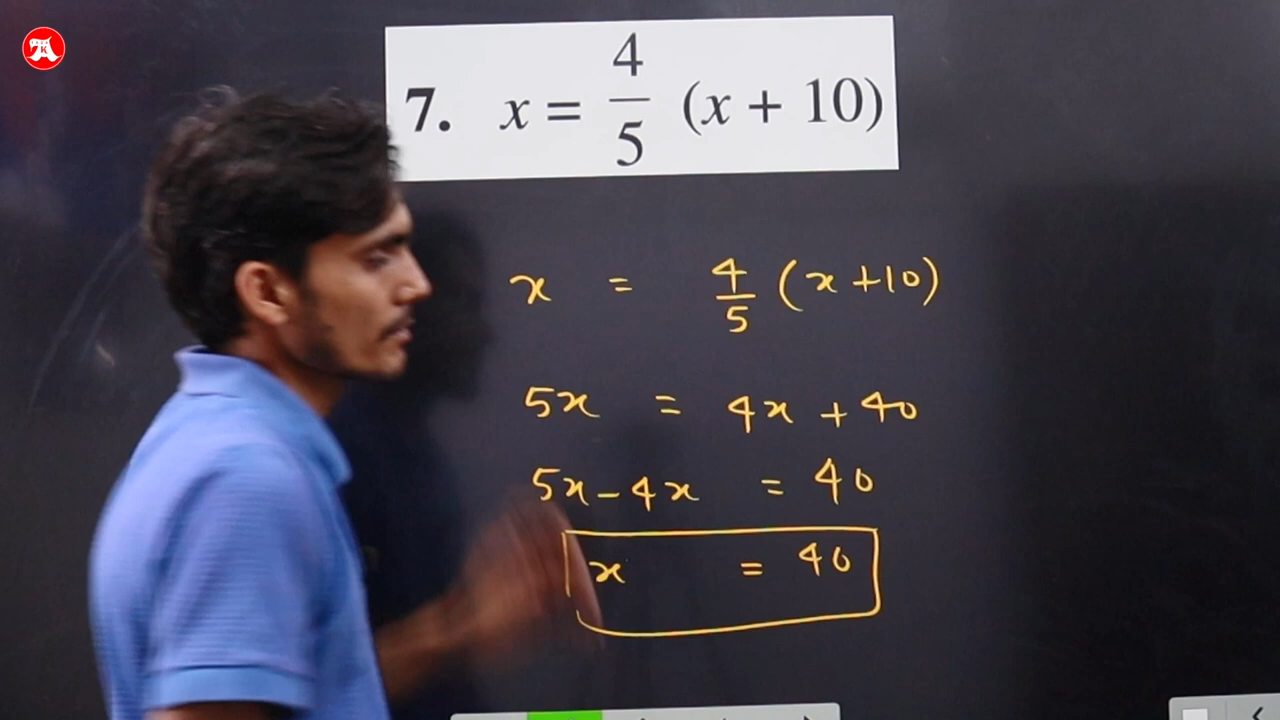 7. x = 4/5 (x + 10)
x = 4/5 (x + 10)
5x = 4x + 40
5x - 4x = 40
x = 40